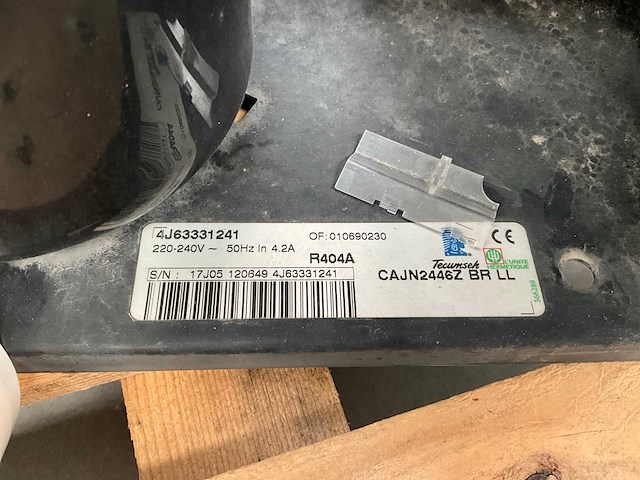 4J63331241
OF: 010690230
220-240V ~ 50Hz In 4.2A
R404A
S/N : 17J05 120649 4J63331241
CE
Tecumseh
L'UNITE
HERMETIQUE
CAJN2446Z BR LL